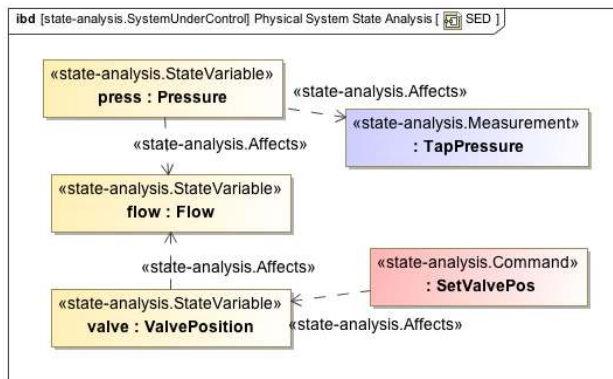 ibd [state-analysis.SystemUnderControl] Physical System State Analysis [ SED ]
«state-analysis.StateVariable»
press : Pressure
«state-analysis.Affects»
«state-analysis.Measurement»
: TapPressure
«state-analysis.Affects»
«state-analysis.StateVariable»
flow : Flow
«state-analysis.Affects»
«state-analysis.Command»
: SetValvePos
«state-analysis.StateVariable»
valve : ValvePosition
«state-analysis.Affects»